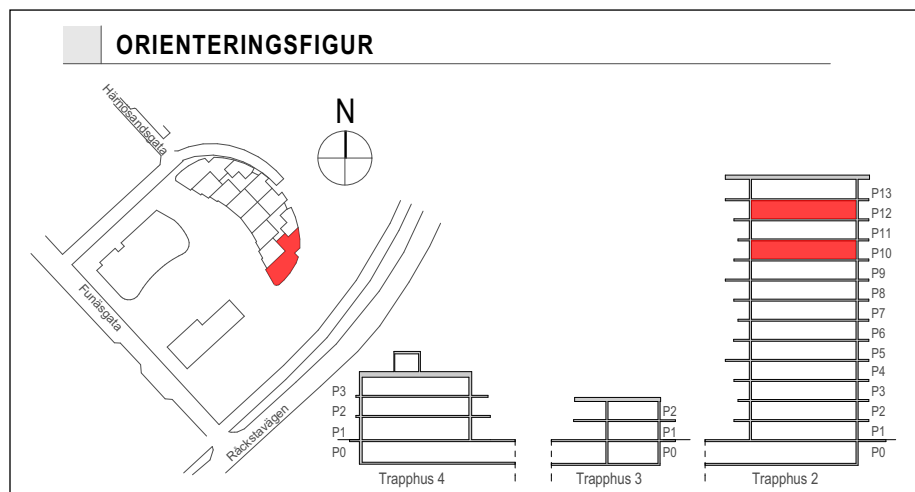 ORIENTERINGSFIGUR
Härnösandsgata
N
Funäsgata
Råckstavägen
P3
P2
P1
P0
Trapphus 4
P2
P1
P0
Trapphus 3
P13
P12
P11
P10
P9
P8
P7
P6
P5
P4
P3
P2
P1
P0
Trapphus 2